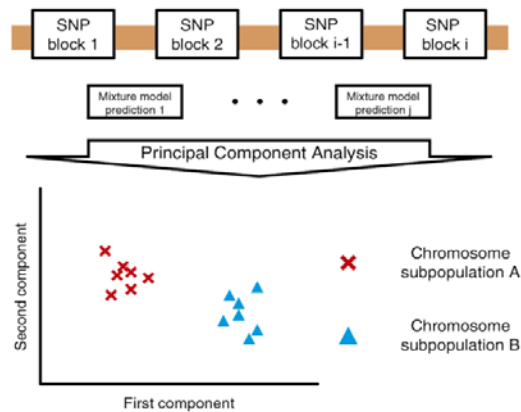 SNP
block 1
SNP
block 2
SNP
block i-1
SNP
block i
Mixture model
prediction 1
. . .
Mixture model
prediction j
Principal Component Analysis
Second component
First component
Chromosome
subpopulation A
Chromosome
subpopulation B